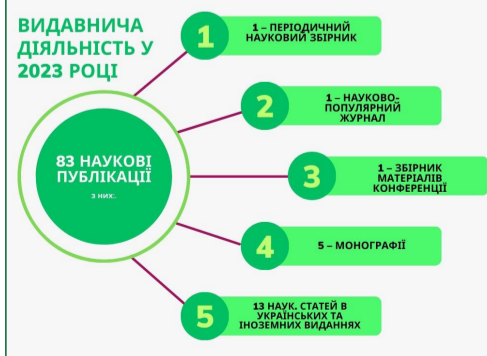 ВИДАВНИЧА
ДІЯЛЬНІСТЬ У
2023 РОЦІ
83 НАУКОВІ
ПУБЛІКАЦІЇ
з них:.
1
1 – ПЕРІОДИЧНИЙ
НАУКОВИЙ ЗБІРНИК
2
1 – НАУКОВО-
ПОПУЛЯРНИЙ
ЖУРНАЛ
3
1 – ЗБІРНИК
МАТЕРІАЛІВ
КОНФЕРЕНЦІЇ
4
5 – МОНОГРАФІЇ
5
13 НАУК. СТАТЕЙ В
УКРАЇНСЬКИХ ТА
ІНОЗЕМНИХ ВИДАННЯХ